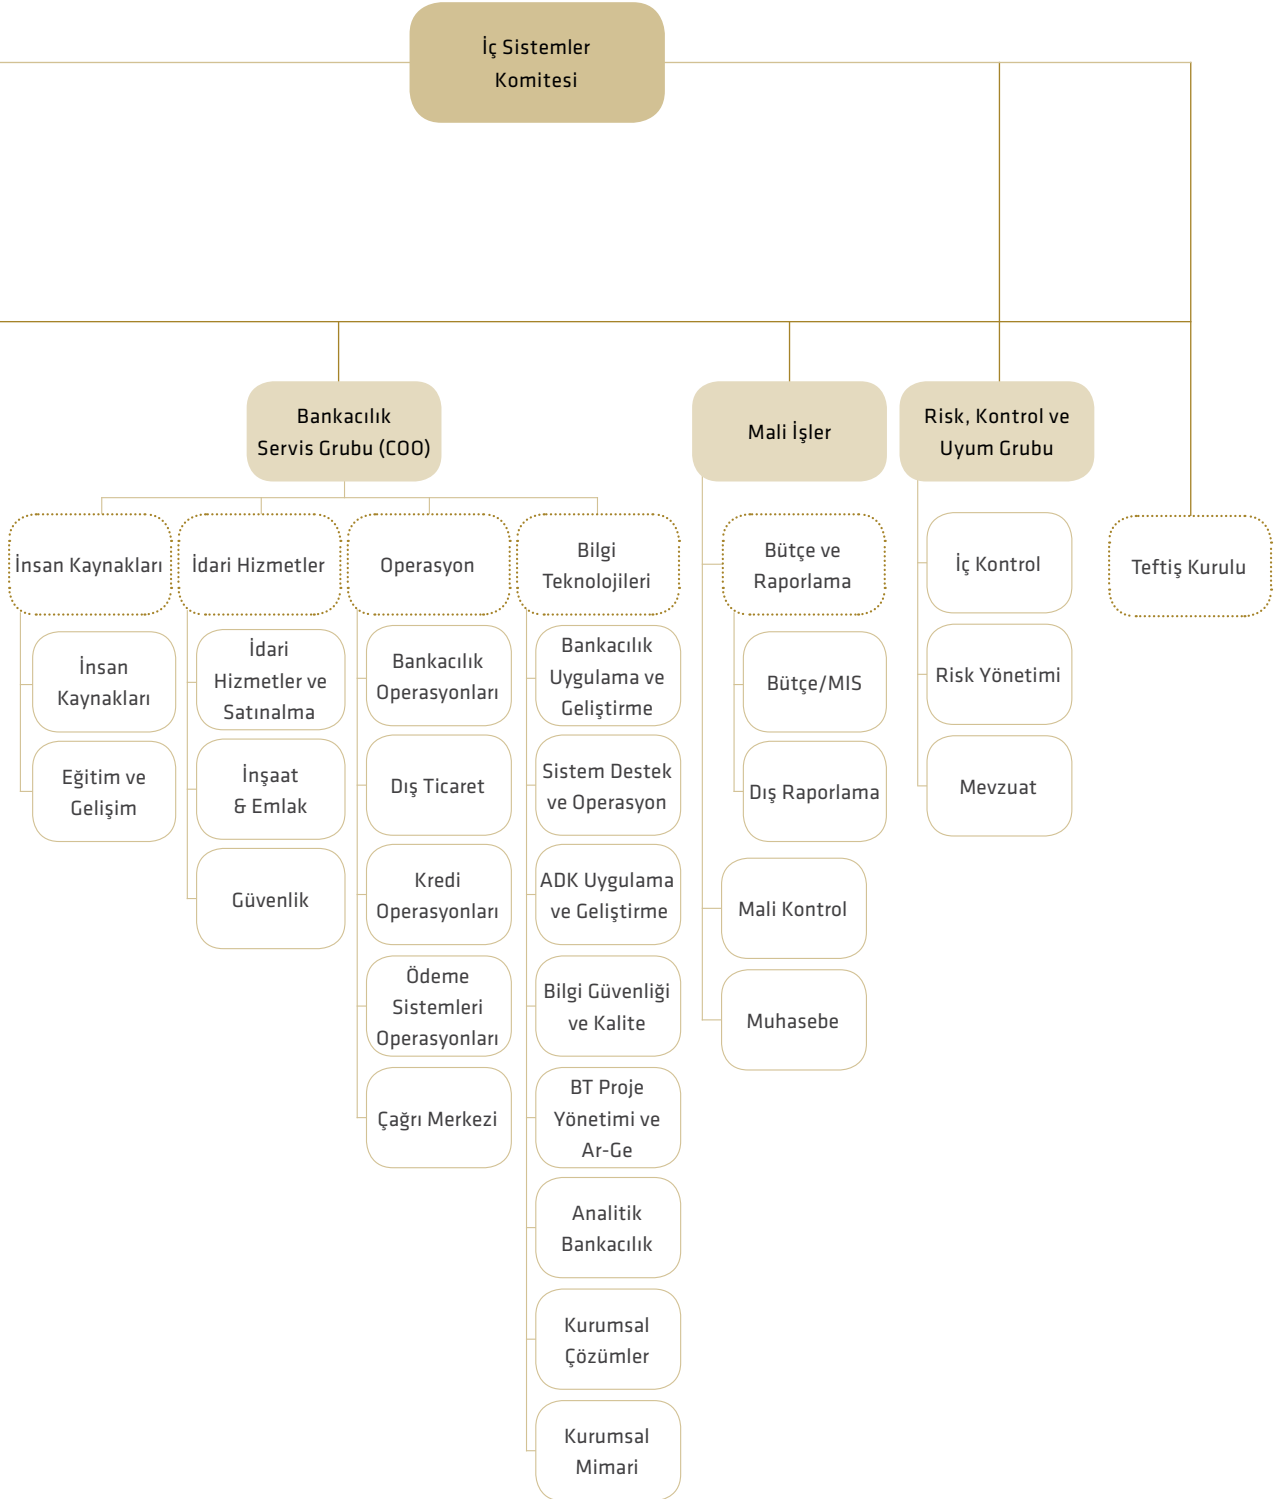 İç Sistemler
Komitesi
Bankacılık
Servis Grubu (COO)
Mali İşler
Risk, Kontrol ve
Uyum Grubu
İnsan Kaynakları
İdari Hizmetler
Operasyon
Bilgi
Teknolojileri
Bütçe ve
Raporlama
İç Kontrol
Teftiş Kurulu
İnsan
Kaynakları
Eğitim ve
Gelişim
İdari
Hizmetler ve
Satınalma
İnşaat
& Emlak
Güvenlik
Bankacılık
Operasyonları
Dış Ticaret
Kredi
Operasyonları
Ödeme
Sistemleri
Operasyonları
Çağrı Merkezi
Bankacılık
Uygulama ve
Geliştirme
Sistem Destek
ve Operasyon
ADK Uygulama
ve Geliştirme
Bilgi Güvenliği
ve Kalite
BT Proje
Yönetimi ve
Ar-Ge
Analitik
Bankacılık
Kurumsal
Çözümler
Kurumsal
Mimari
Bütçe/MIS
Dış Raporlama
Mali Kontrol
Muhasebe
Risk Yönetimi
Mevzuat